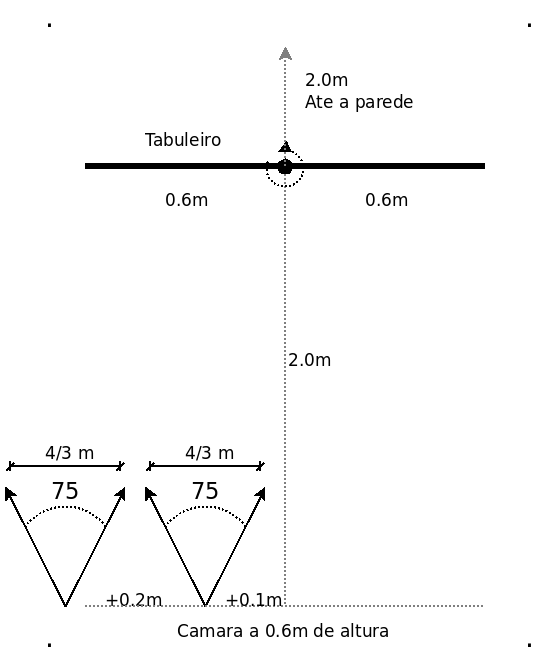 2.0m
Ate a parede
Tabuleiro
0.6m 0.6m
2.0m
4/3 m 4/3 m
75 75
+0.2m +0.1m
Camara a 0.6m de altura